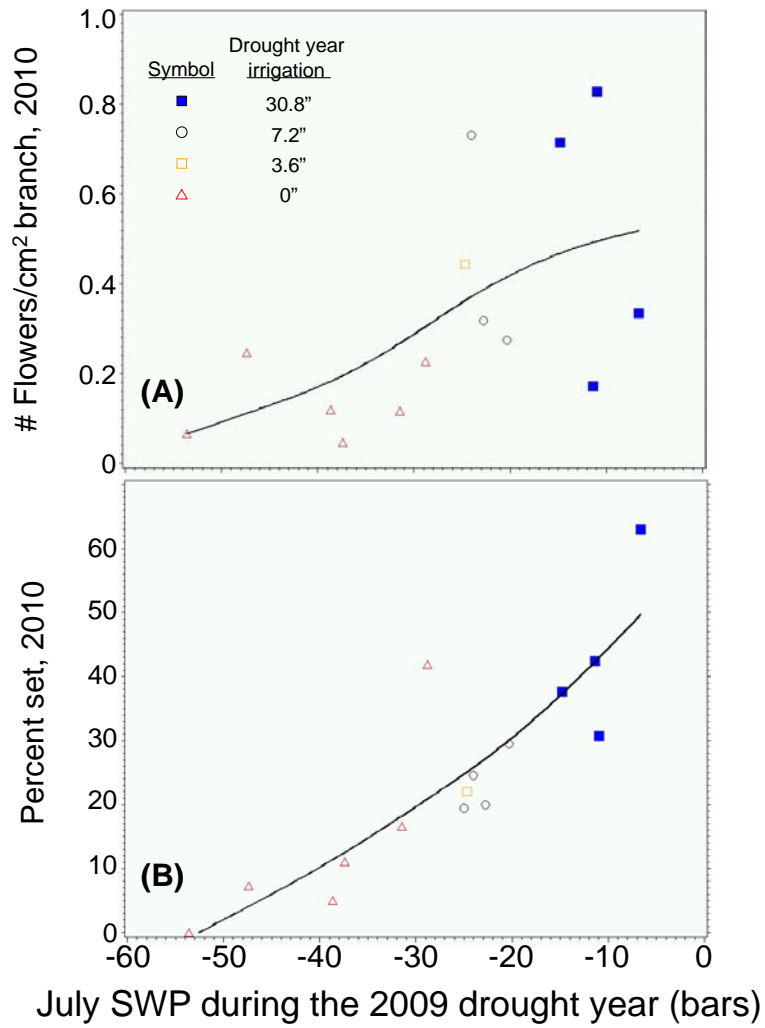 1.0
0.8
0.6
0.4
0.2
0
# Flowers/cm² branch, 2010
Drought year
Symbol irrigation
30.8”
7.2”
3.6”
0”
(A)
60
50
40
30
20
10
0
Percent set, 2010
(B)
-60 -50 -40 -30 -20 -10 0
July SWP during the 2009 drought year (bars)